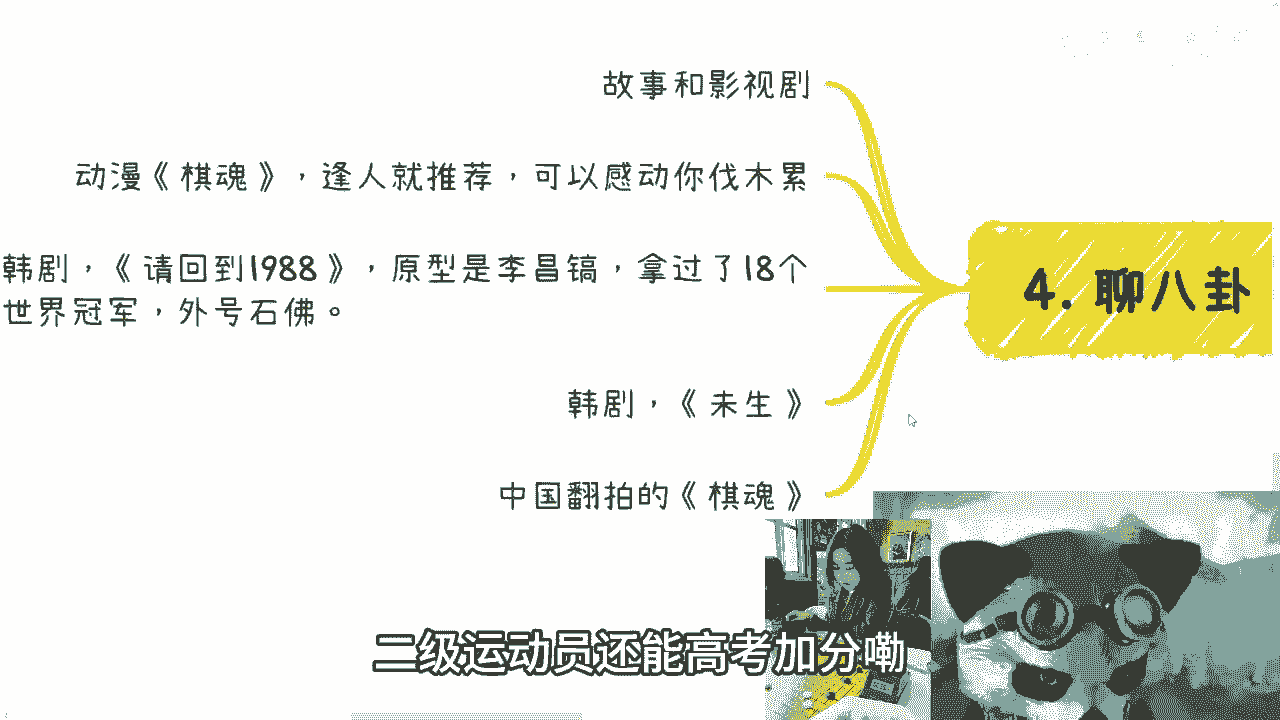 故事和影视剧
动漫《棋魂》，逢人就推荐，可以感动你伐木累
韩剧，《请回到1988》，原型是李昌镐，拿过了18个
世界冠军，外号石佛。
4. 聊八卦
韩剧，《未生》
中国翻拍的《棋魂》
二级运动员还能高考加分嘞